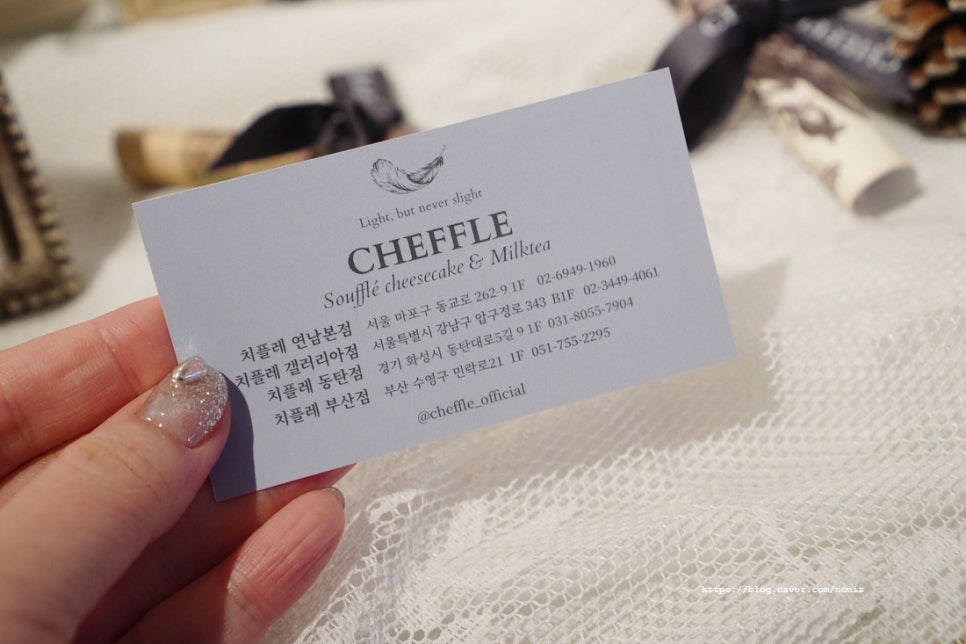 Light, but never slight
CHEFFLE
Soufflé cheesecake & Milktea
치플레 연남본점 서울 마포구 동교로 262-9 1F 02-6949-1960
치플레 갤러리아점 서울특별시 강남구 압구정로 343 B1F 02-3449-4061
치플레 동탄점 경기 화성시 동탄대로5길 9 1F 031-8055-7904
치플레 부산점 부산 수영구 민락로21 1F 051-755-2295
@cheffle_official
https://blog.naver.com/noniz